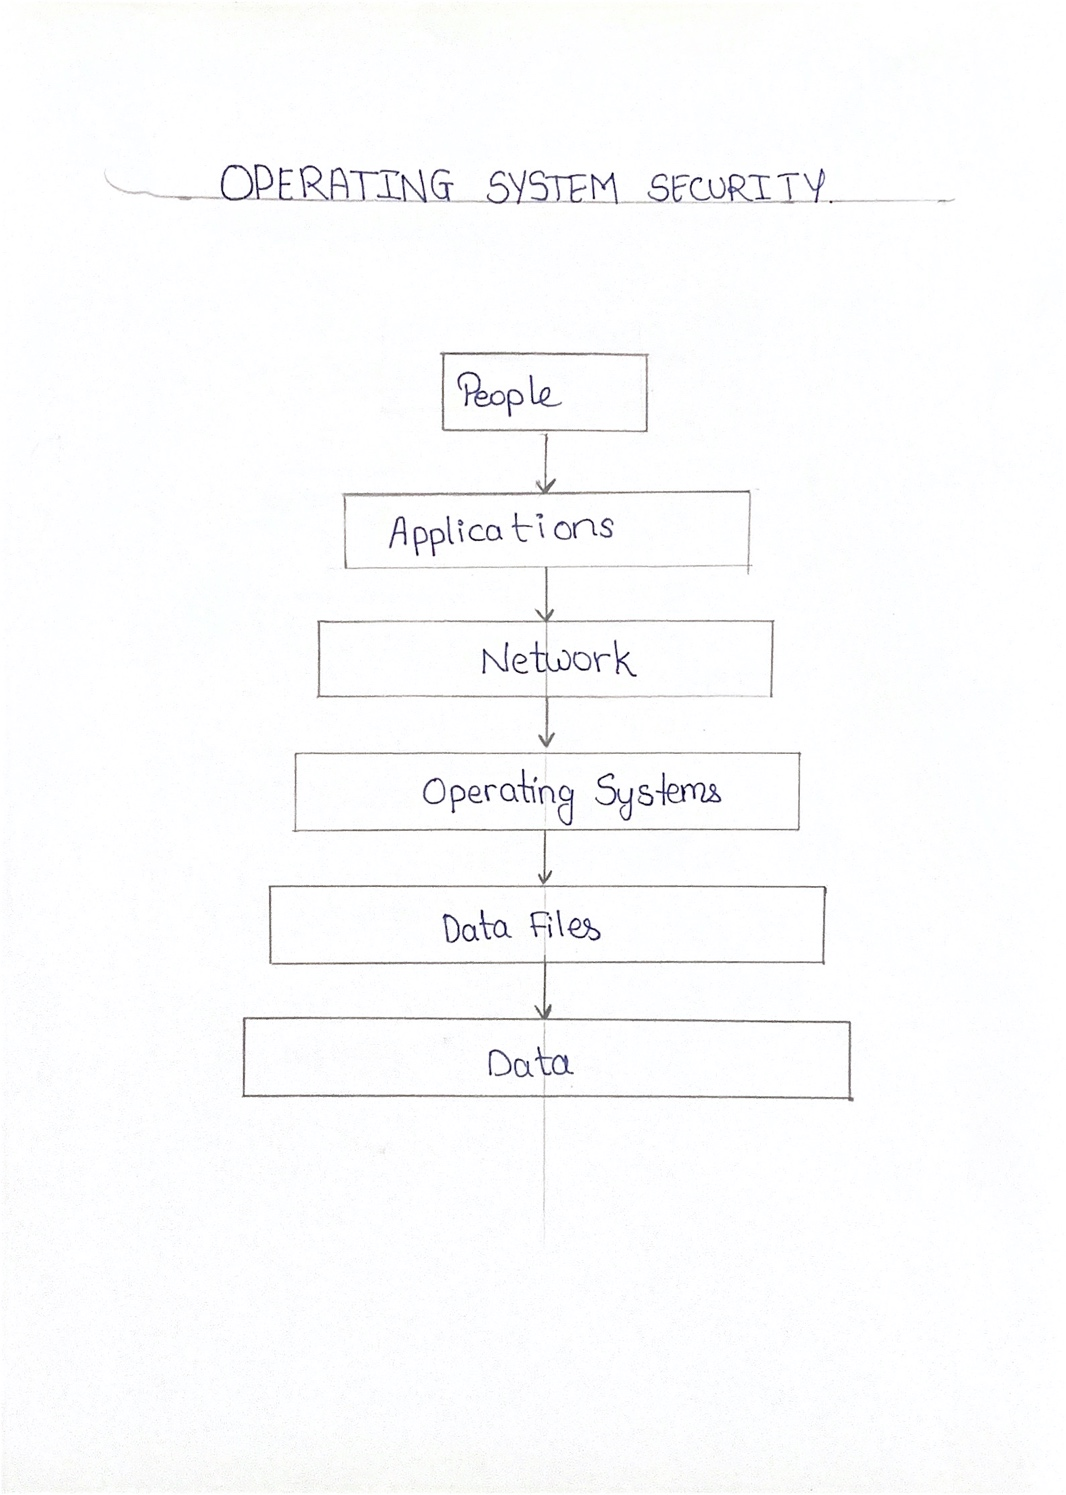 OPERATING SYSTEM SECURITY.
People
Applications
Network
Operating Systems
Data Files
Data